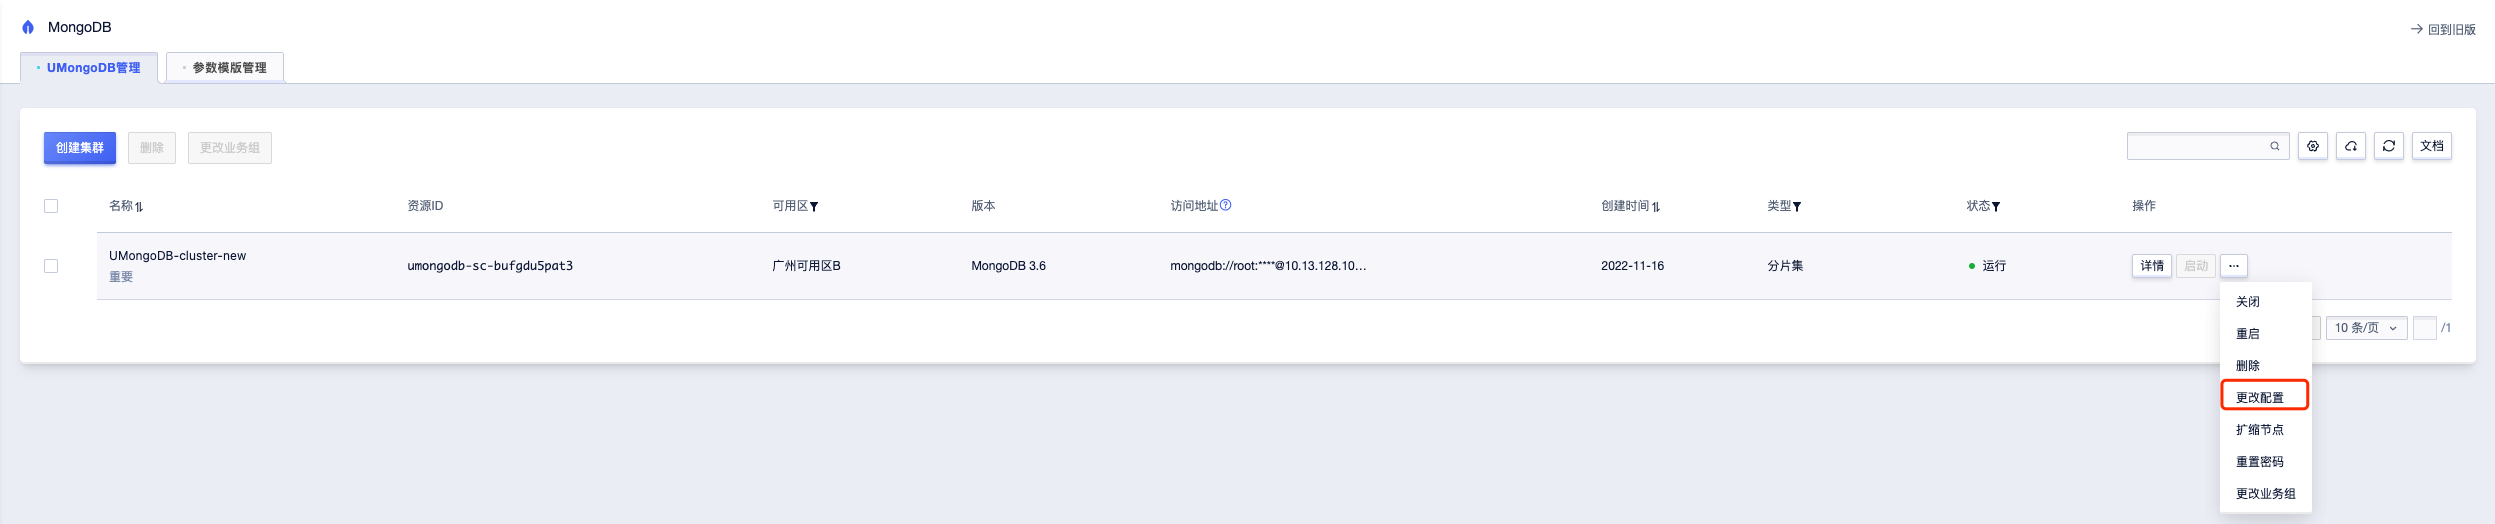 MongoDB
回到旧版
UMongoDB管理
参数模版管理
创建集群
删除
更改业务组
文档
名称
资源ID
可用区
版本
访问地址
创建时间
类型
状态
操作
UMongoDB-cluster-new
重要
umongodb-sc-bufgdu5pat3
广州可用区B
MongoDB 3.6
mongodb://root:****@10.13.128.10...
2022-11-16
分片集
运行
详情
启动
...
关闭
重启
删除
更改配置
扩缩节点
重置密码
更改业务组
10 条/页
/1